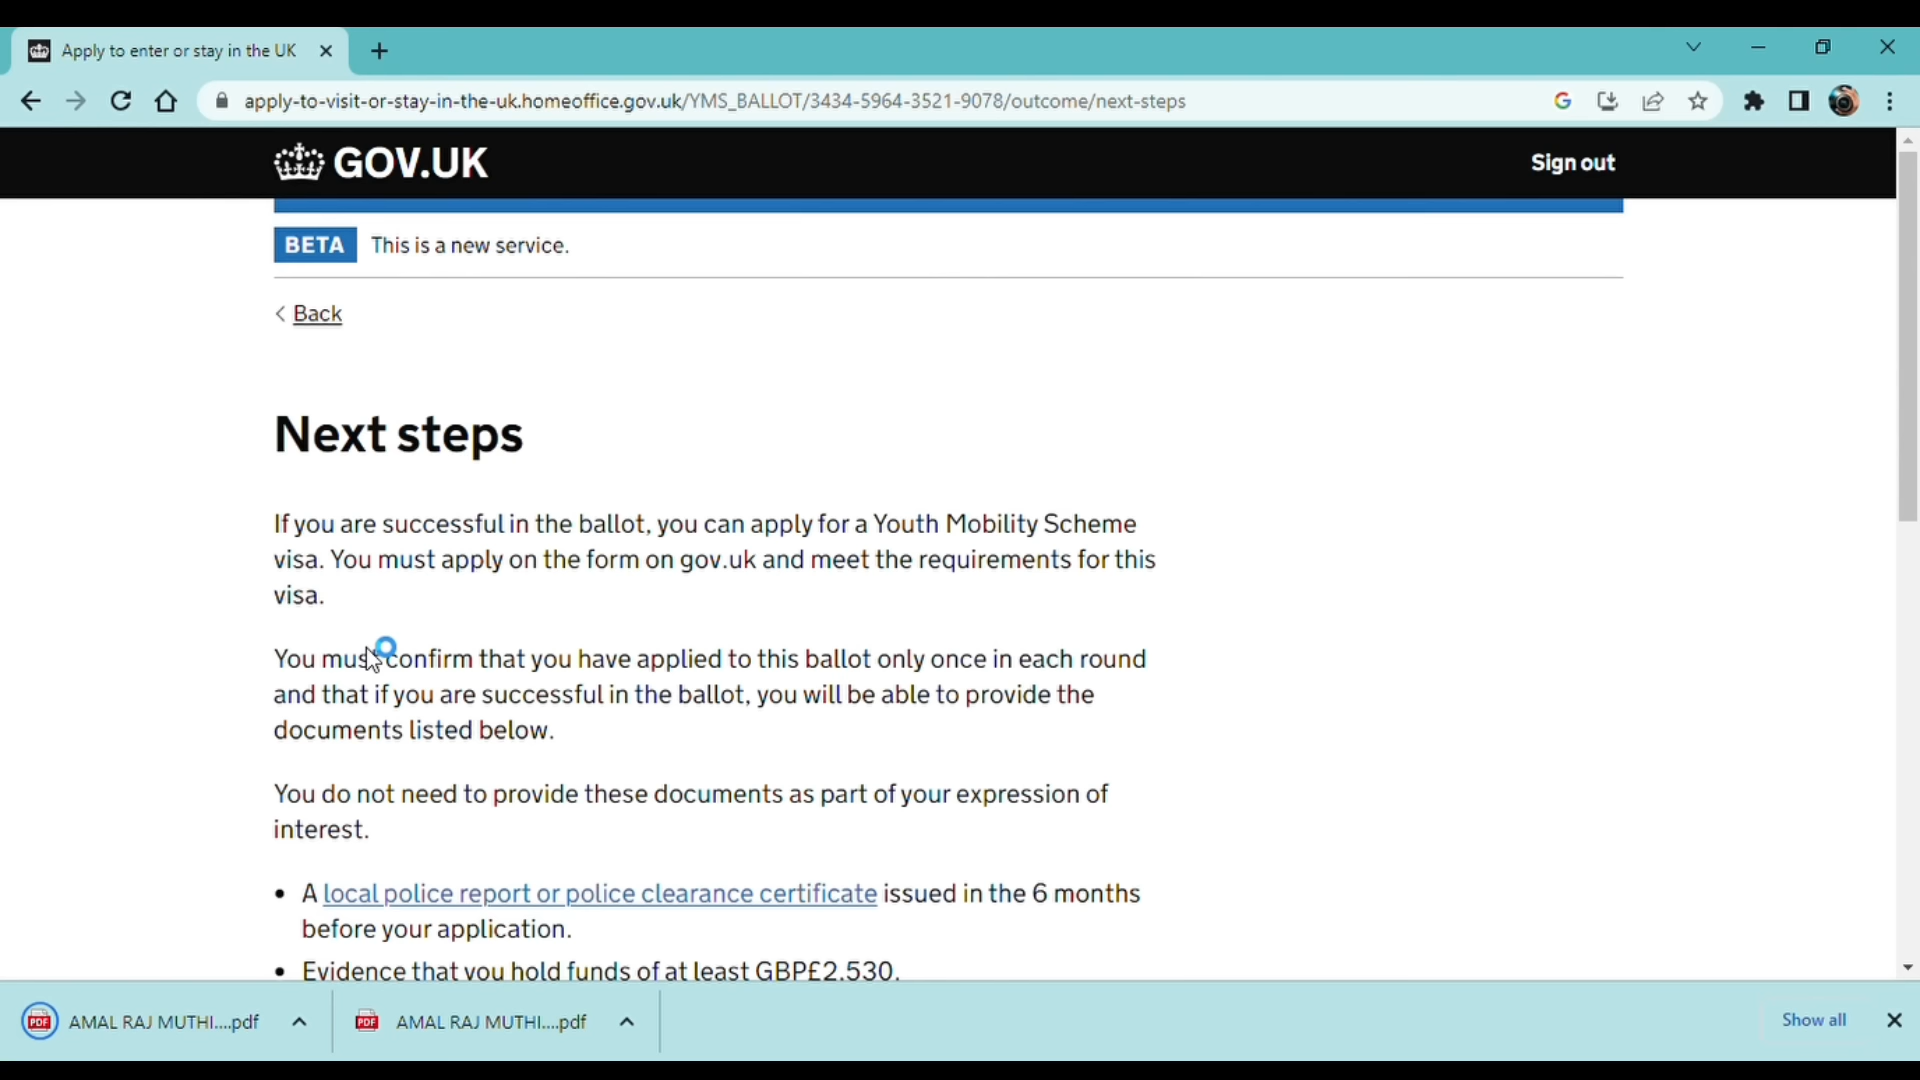 Apply to enter or stay in the UK
apply-to-visit-or-stay-in-the-uk.homeoffice.gov.uk/YMS_BALLOT/3434-5964-3521-9078/outcome/next-steps
GOV.UK
Sign out
BETA This is a new service.
Back
Next steps
If you are successful in the ballot, you can apply for a Youth Mobility Scheme
visa. You must apply on the form on gov.uk and meet the requirements for this
visa.
You must confirm that you have applied to this ballot only once in each round
and that if you are successful in the ballot, you will be able to provide the
documents listed below.
You do not need to provide these documents as part of your expression of
interest.
• A local police report or police clearance certificate issued in the 6 months
before your application.
• Evidence that you hold funds of at least GBP£2,530.
PDF AMAL RAJ MUTHI....pdf
PDF AMAL RAJ MUTHI....pdf
Show all